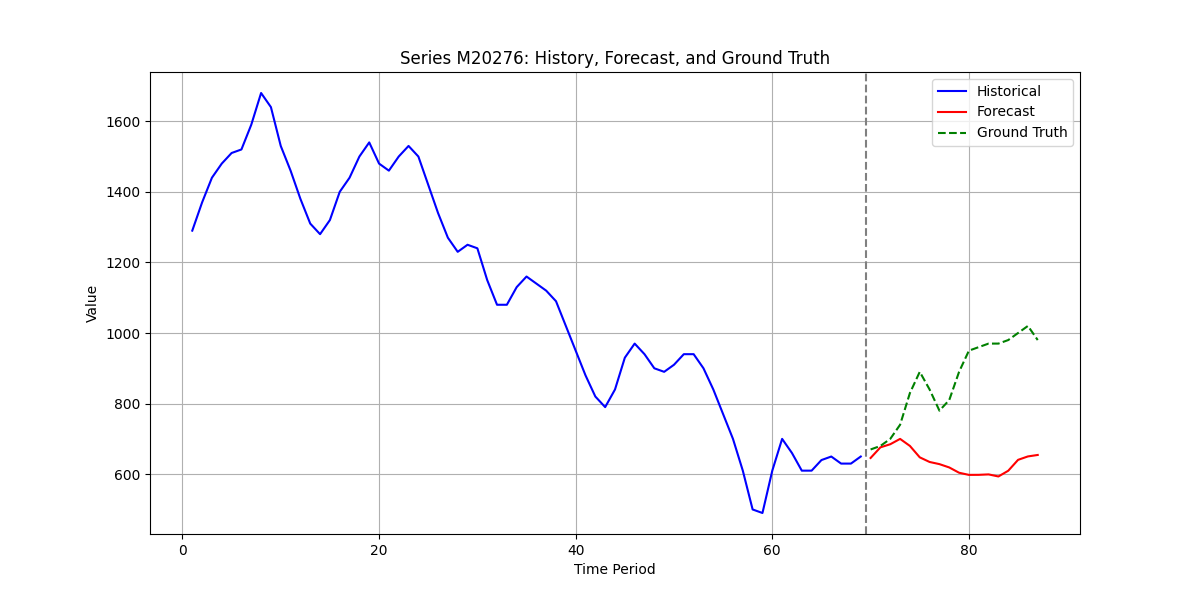 Series M20276: History, Forecast, and Ground Truth
Historical
Forecast
Ground Truth
1600
1400
1200
1000
800
600
Value
0 20 40 60 80
Time Period